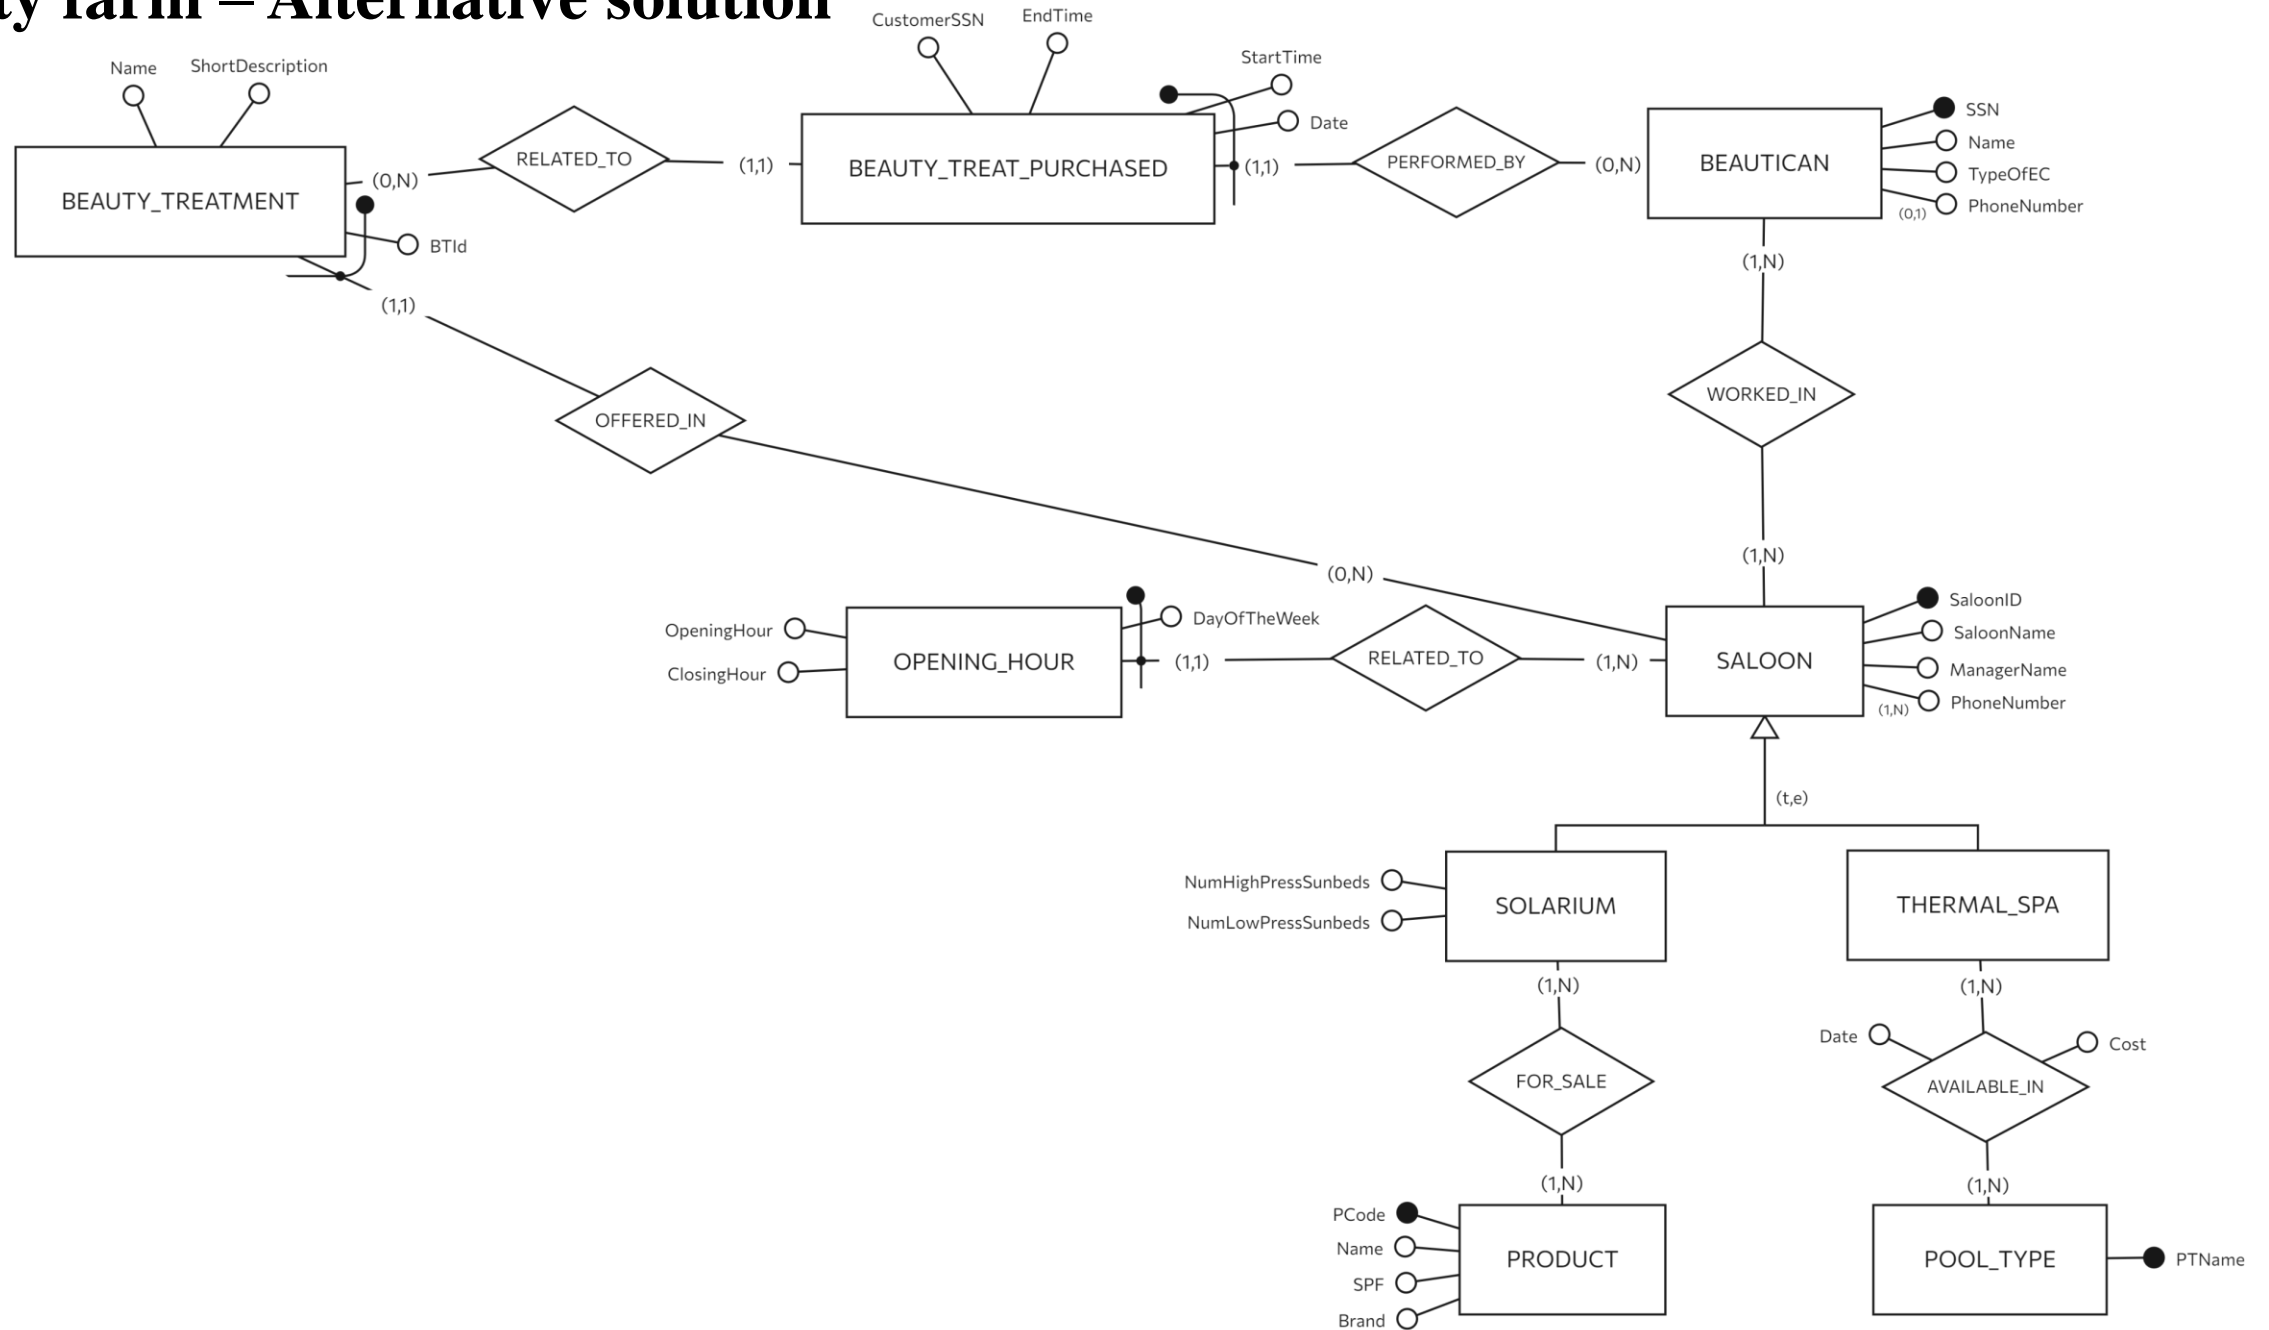 ty farm – Alternative solution
CustomerSSN
EndTime
Name
ShortDescription
StartTime
Date
BEAUTY_TREATMENT
(0,N)
RELATED_TO
(1,1)
BEAUTY_TREAT_PURCHASED
(1,1)
PERFORMED_BY
(0,N)
BEAUTICAN
SSN
Name
TypeOfEC
PhoneNumber
(0,1)
BTId
(1,1)
(1,N)
OFFERED_IN
WORKED_IN
(0,N)
(1,N)
OpeningHour
ClosingHour
OPENING_HOUR
DayOfTheWeek
(1,1)
RELATED_TO
(1,N)
SALOON
SaloonID
SaloonName
ManagerName
PhoneNumber
(1,N)
(t,e)
NumHighPressSunbeds
NumLowPressSunbeds
SOLARIUM
THERMAL_SPA
(1,N)
(1,N)
Date
Cost
FOR_SALE
AVAILABLE_IN
(1,N)
(1,N)
PCode
Name
SPF
Brand
PRODUCT
POOL_TYPE
PTName